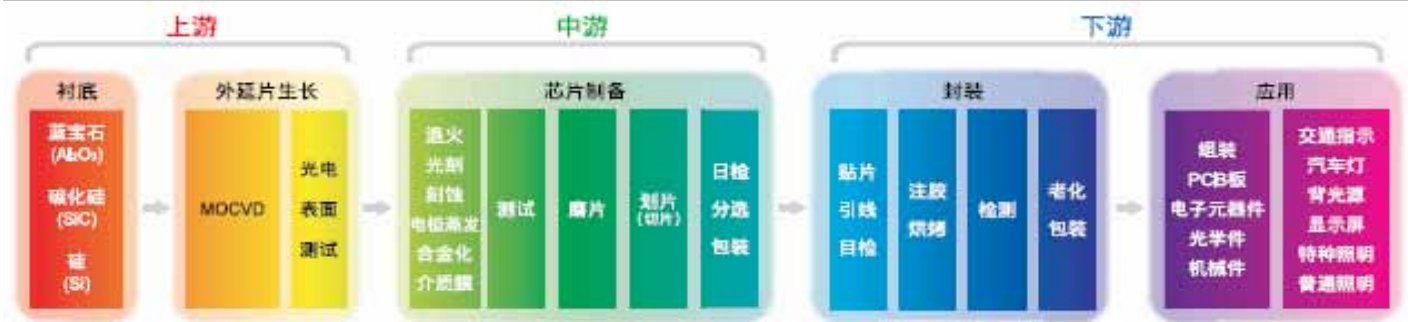 上游
中游
下游
衬底
蓝宝石
(Al₂O₃)
碳化硅
(SiC)
硅
(Si)
外延片生长
MOCVD
光电
表面
测试
芯片制备
退火
光刻
刻蚀
电极蒸发
合金化
介质膜
测试
磨片
划片
(切片)
日检
分选
包装
封装
贴片
引线
目检
注胶
烘烤
检测
老化
包装
应用
组装
PCB板
电子元器件
光学件
机械件
交通指示
汽车灯
背光源
显示屏
特种照明
普通照明